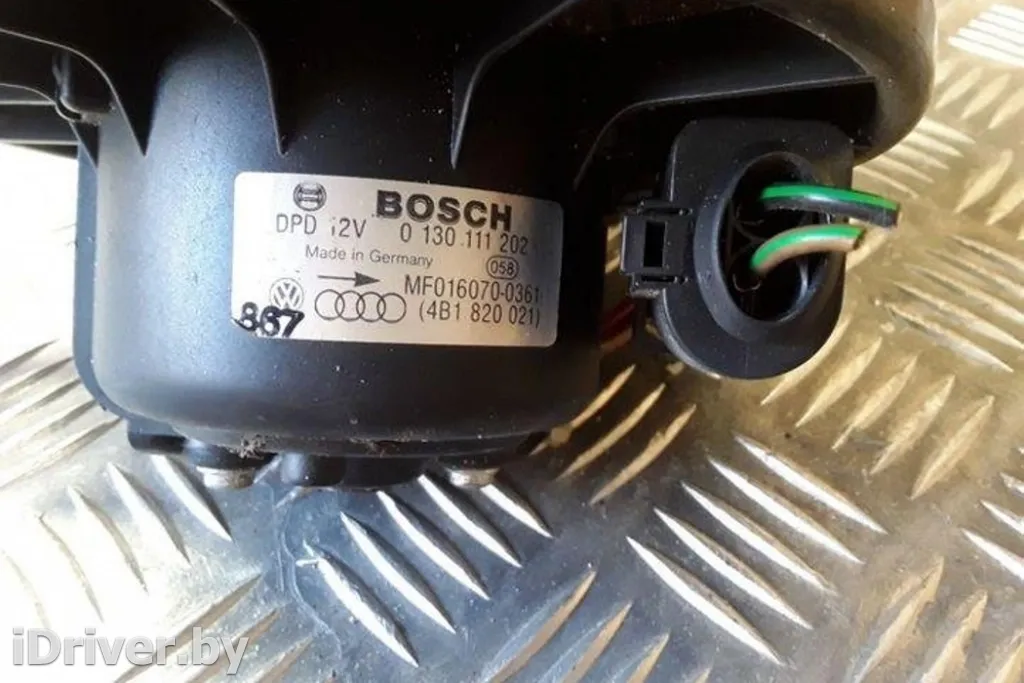 BOSCH
DPD 12V 0 130 111 202
Made in Germany 058
MF016070-0361
867 (4B1 820 021)
iDriver.by